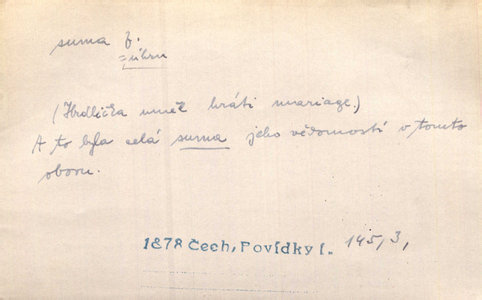 suma f.
= úhrn
(Hrdlička uměl hráti mariage.)
A to byla celá suma jeho vědomostí v tomto
oboru.
1878 Čech, Povídky I. 145/3,